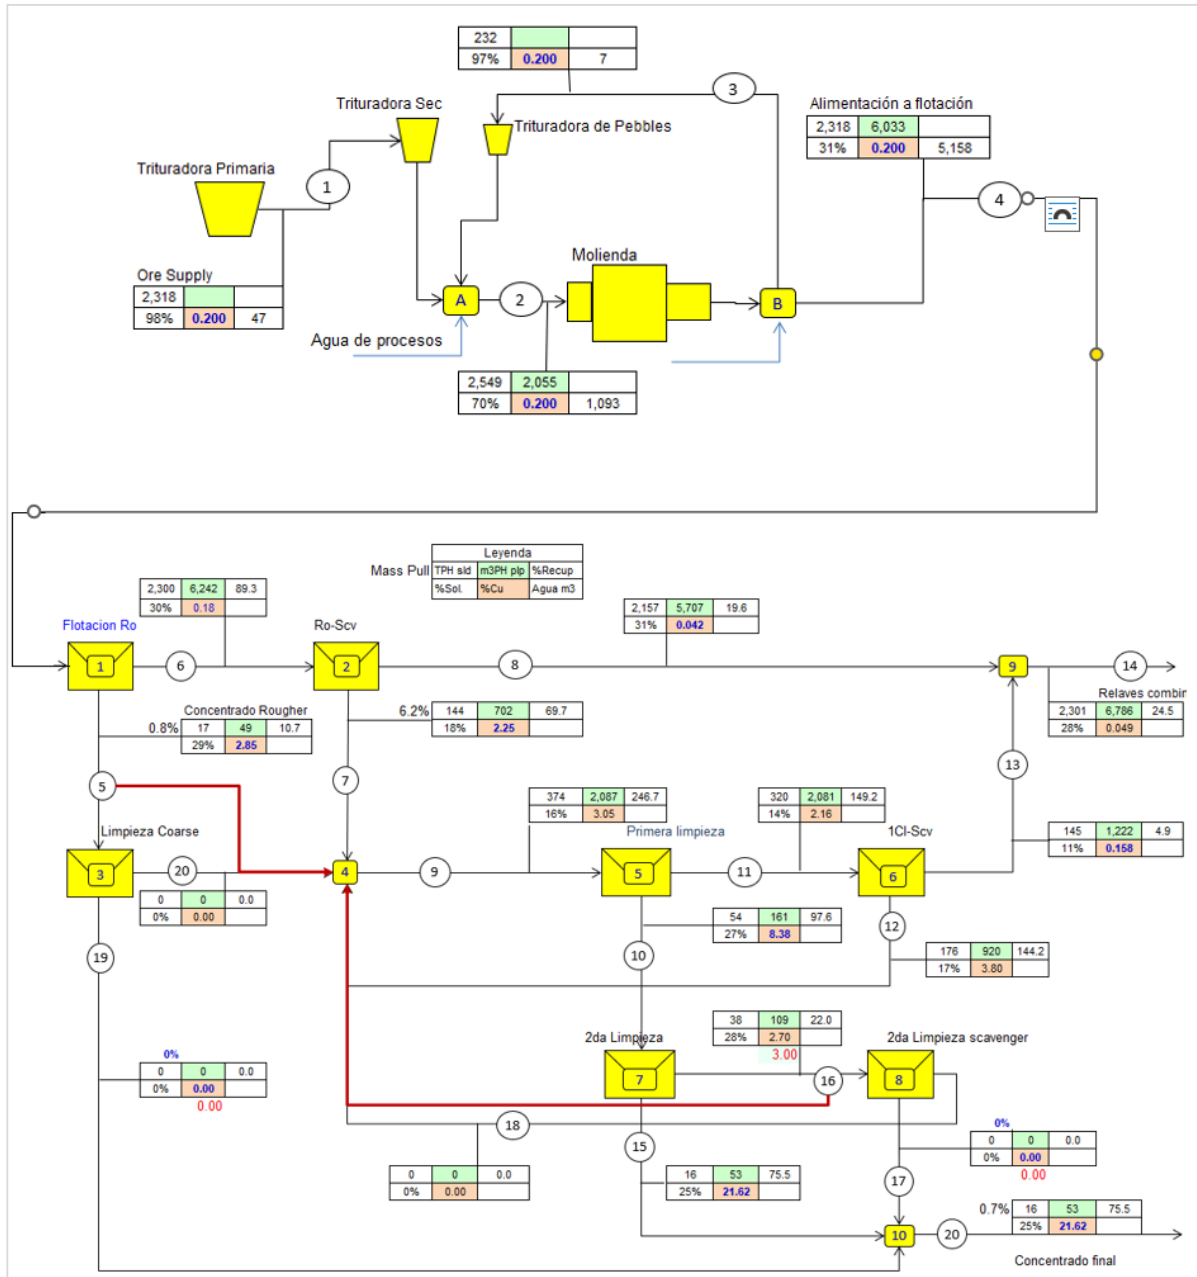 232
97% 0.200 7
3
Trituradora Sec
Trituradora de Pebbles
Alimentación a flotación
2,318 6,033
31% 0.200 5,158
Trituradora Primaria
1
4
Molienda
Ore Supply
2,318
98% 0.200 47
A
2
B
Agua de procesos
2,549 2,055
70% 0.200 1,093
Leyenda
Mass Pull TPH sld m3PH plp %Recup
%Sol. %Cu Agua m3
2,300 6,242 89.3
30% 0.18
2,157 5,707 19.6
31% 0.042
Flotacion Ro
Ro-Scv
1
6
2
8
9
14
Relaves combin
2,301 6,786 24.5
28% 0.049
Concentrado Rougher
0.8% 17 49 10.7
29% 2.85
6.2% 144 702 69.7
18% 2.25
5
7
13
374 2,087 246.7
16% 3.05
320 2,081 149.2
14% 2.16
Limpieza Coarse
Primera limpieza
1Cl-Scv
145 1,222 4.9
11% 0.158
3
20
4
9
5
11
6
0 0 0.0
0% 0.00
54 161 97.6
27% 8.38
12
19
10
176 920 144.2
17% 3.80
38 109 22.0
28% 2.70
3.00
2da Limpieza
2da Limpieza scavenger
0%
0 0 0.0
0% 0.00
0.00
7
16
8
18
15
0%
0 0 0.0
0% 0.00
0.00
0 0 0.0
0% 0.00
16 53 75.5
25% 21.62
17
0.7% 16 53 75.5
25% 21.62
10
20
Concentrado final